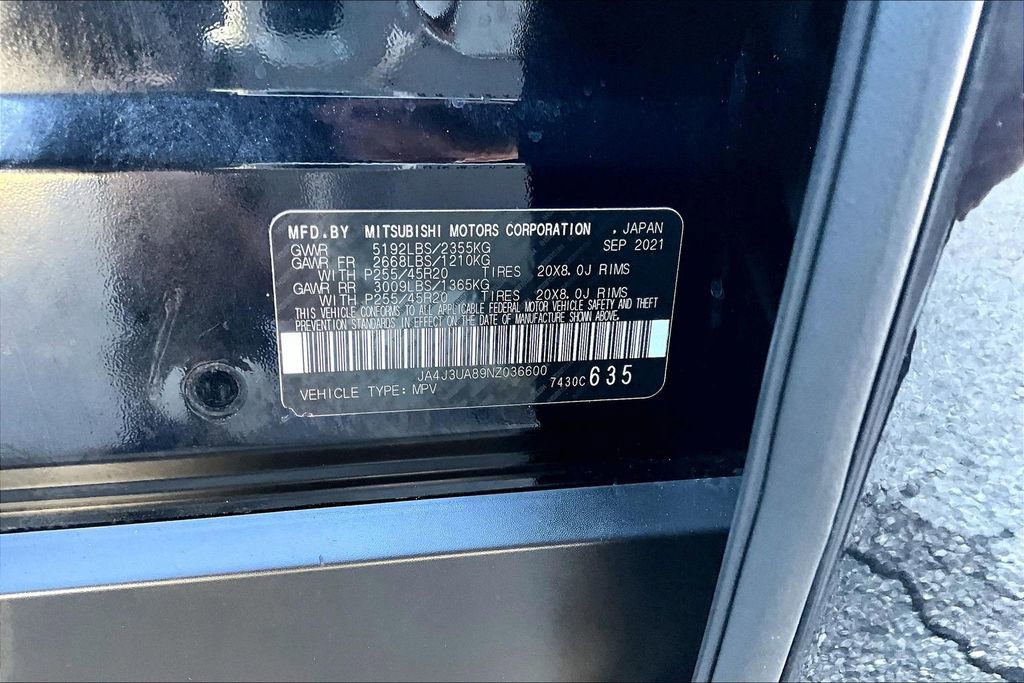 MFD.BY MITSUBISHI MOTORS CORPORATION . JAPAN
GVWR 5192LBS/2355KG SEP 2021
GAWR FR 2668LBS/1210KG
WITH P255/45R20 TIRES 20X8.0J RIMS
GAWR RR 3009LBS/1365KG
WITH P255/45R20 TIRES 20X8.0J RIMS
THIS VEHICLE CONFORMS TO ALL APPLICABLE FEDERAL MOTOR VEHICLE SAFETY AND THEFT
PREVENTION STANDARDS IN EFFECT ON THE DATE OF MANUFACTURE SHOWN ABOVE.
JA4J3UA89NZ036600
VEHICLE TYPE: MPV 7430C 635